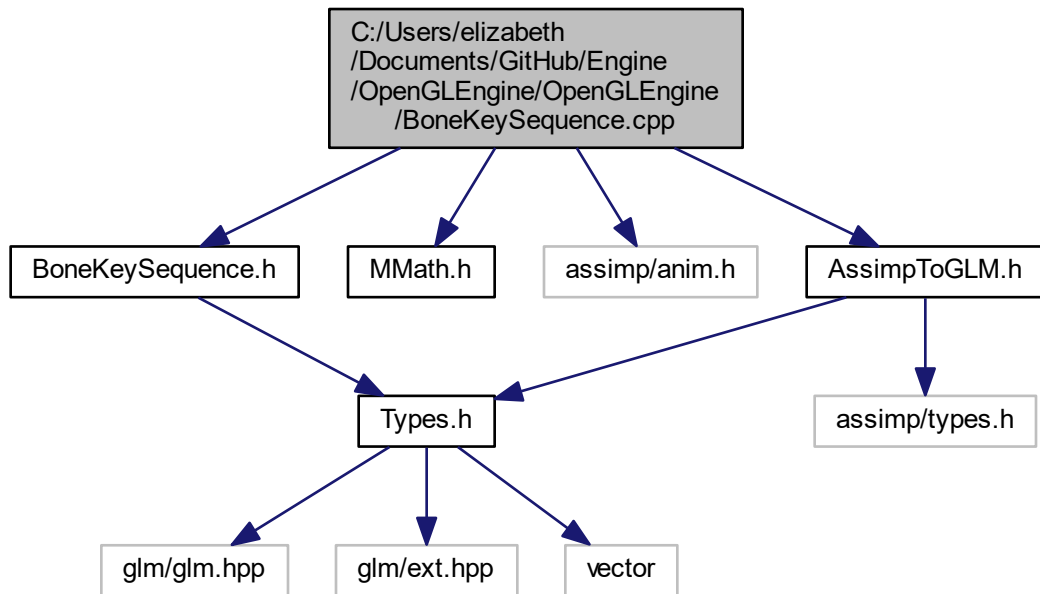 C:/Users/elizabeth
/Documents/GitHub/Engine
/OpenGLEngine/OpenGLEngine
/BoneKeySequence.cpp
BoneKeySequence.h
MMath.h
assimp/anim.h
AssimpToGLM.h
Types.h
assimp/types.h
glm/glm.hpp
glm/ext.hpp
vector